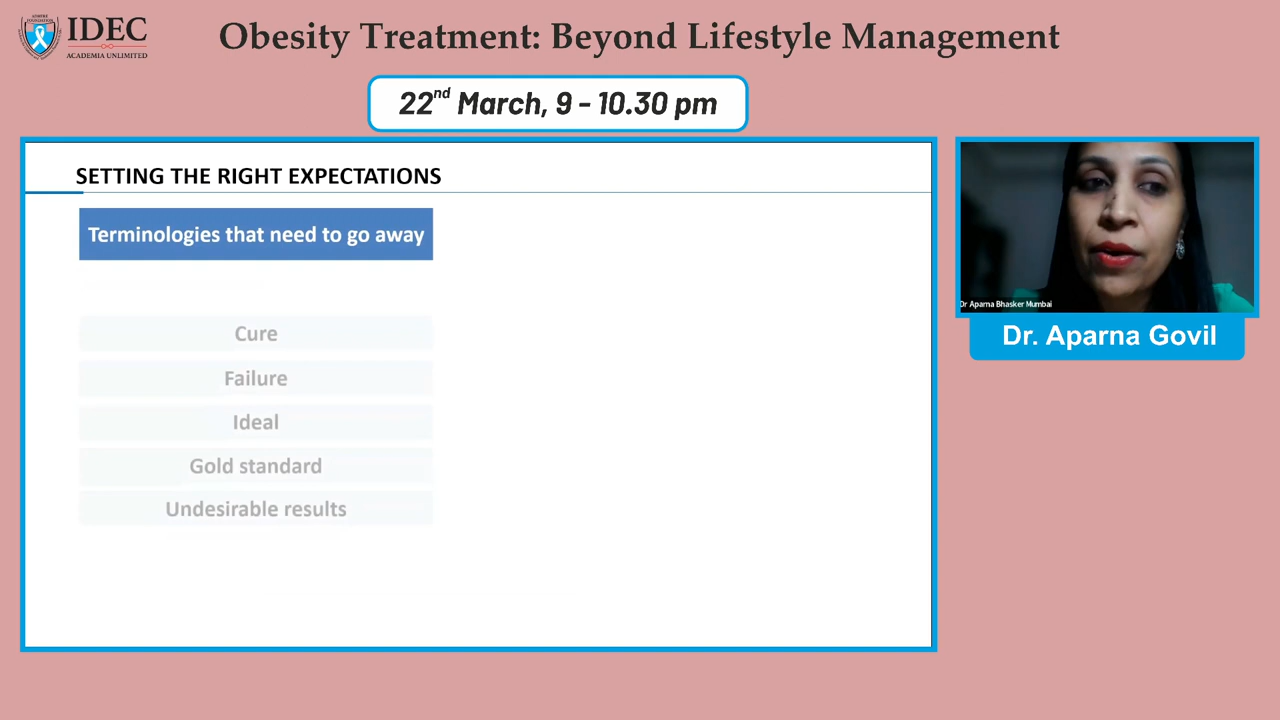 IDEC
ACADEMIA UNLIMITED
Obesity Treatment: Beyond Lifestyle Management
22nd March, 9 - 10.30 pm
SETTING THE RIGHT EXPECTATIONS
Terminologies that need to go away
Cure
Failure
Ideal
Gold standard
Undesirable results
Dr Aparna Bhasker Mumbai
Dr. Aparna Govil